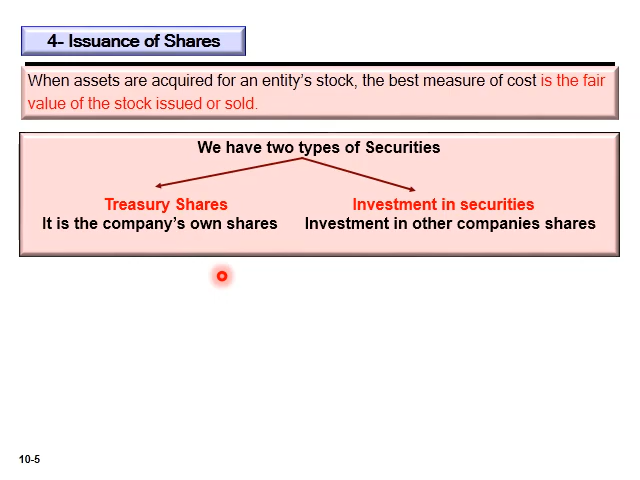 4- Issuance of Shares
When assets are acquired for an entity's stock, the best measure of cost is the fair
value of the stock issued or sold.
We have two types of Securities
Treasury Shares
It is the company's own shares
Investment in securities
Investment in other companies shares
10-5